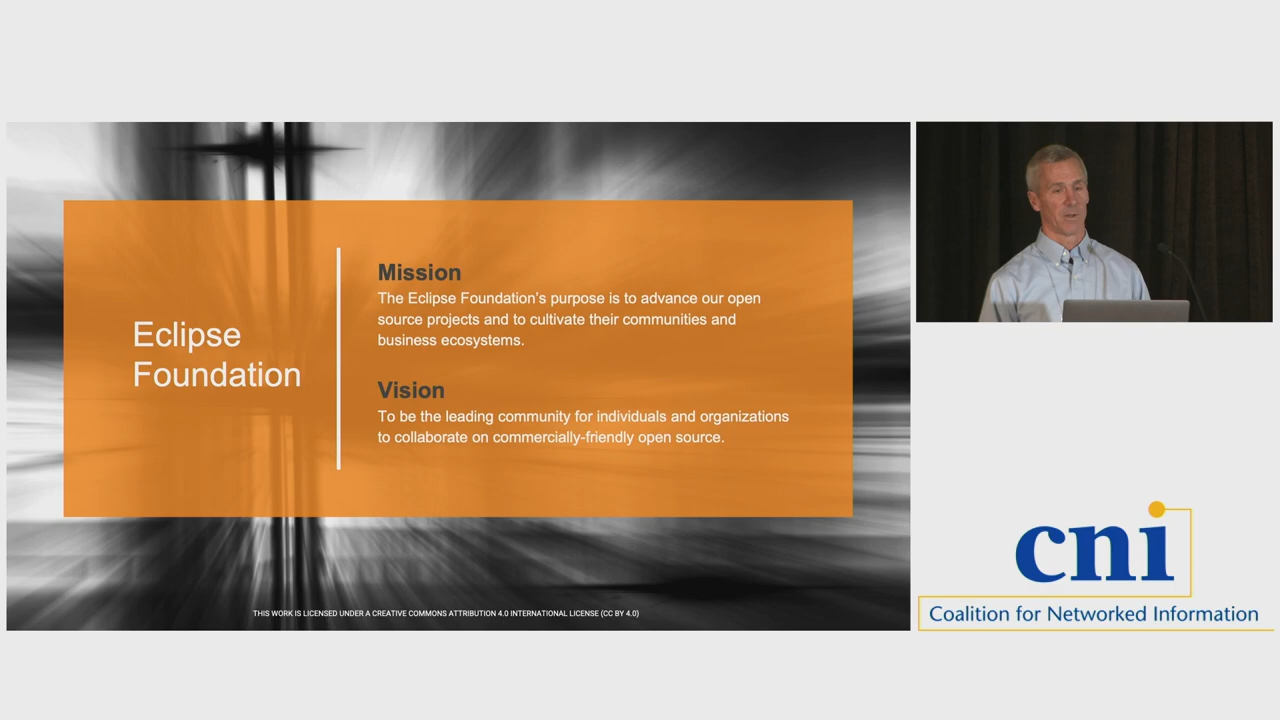 Eclipse
Foundation
Mission
The Eclipse Foundation's purpose is to advance our open
source projects and to cultivate their communities and
business ecosystems.
Vision
To be the leading community for individuals and organizations
to collaborate on commercially-friendly open source.
THIS WORK IS LICENSED UNDER A CREATIVE COMMONS ATTRIBUTION 4.0 INTERNATIONAL LICENSE (CC BY 4.0)
cni
Coalition for Networked Information